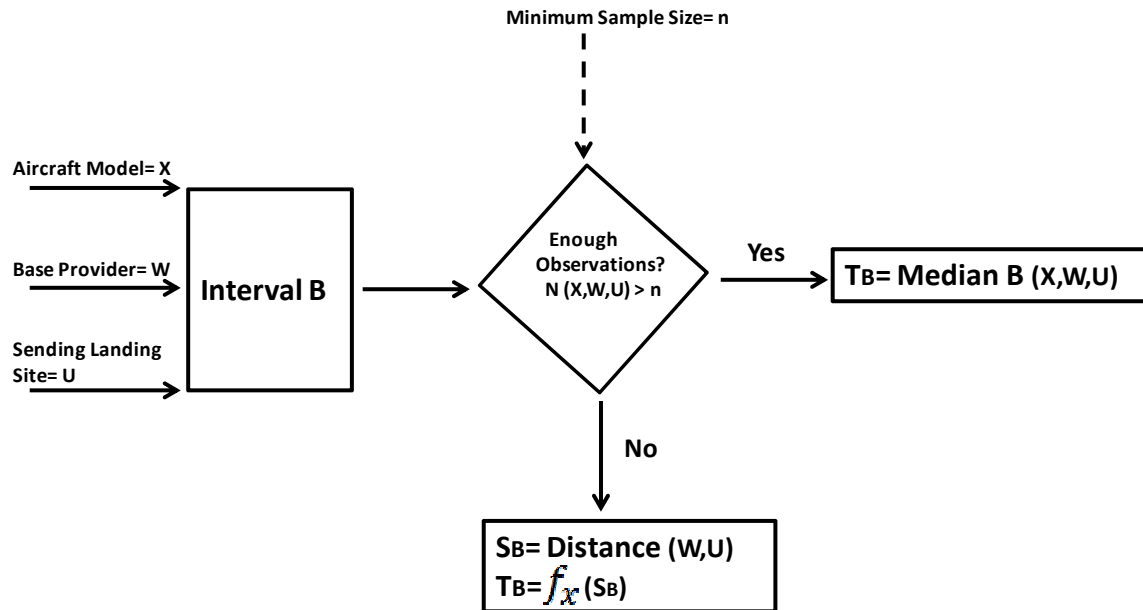 Minimum Sample Size= n
Aircraft Model= X
Base Provider= W
Sending Landing
Site= U
Interval B
Enough
Observations?
N (X,W,U) > n
Yes
TB= Median B (X,W,U)
No
SB= Distance (W,U)
TB= fx (SB)